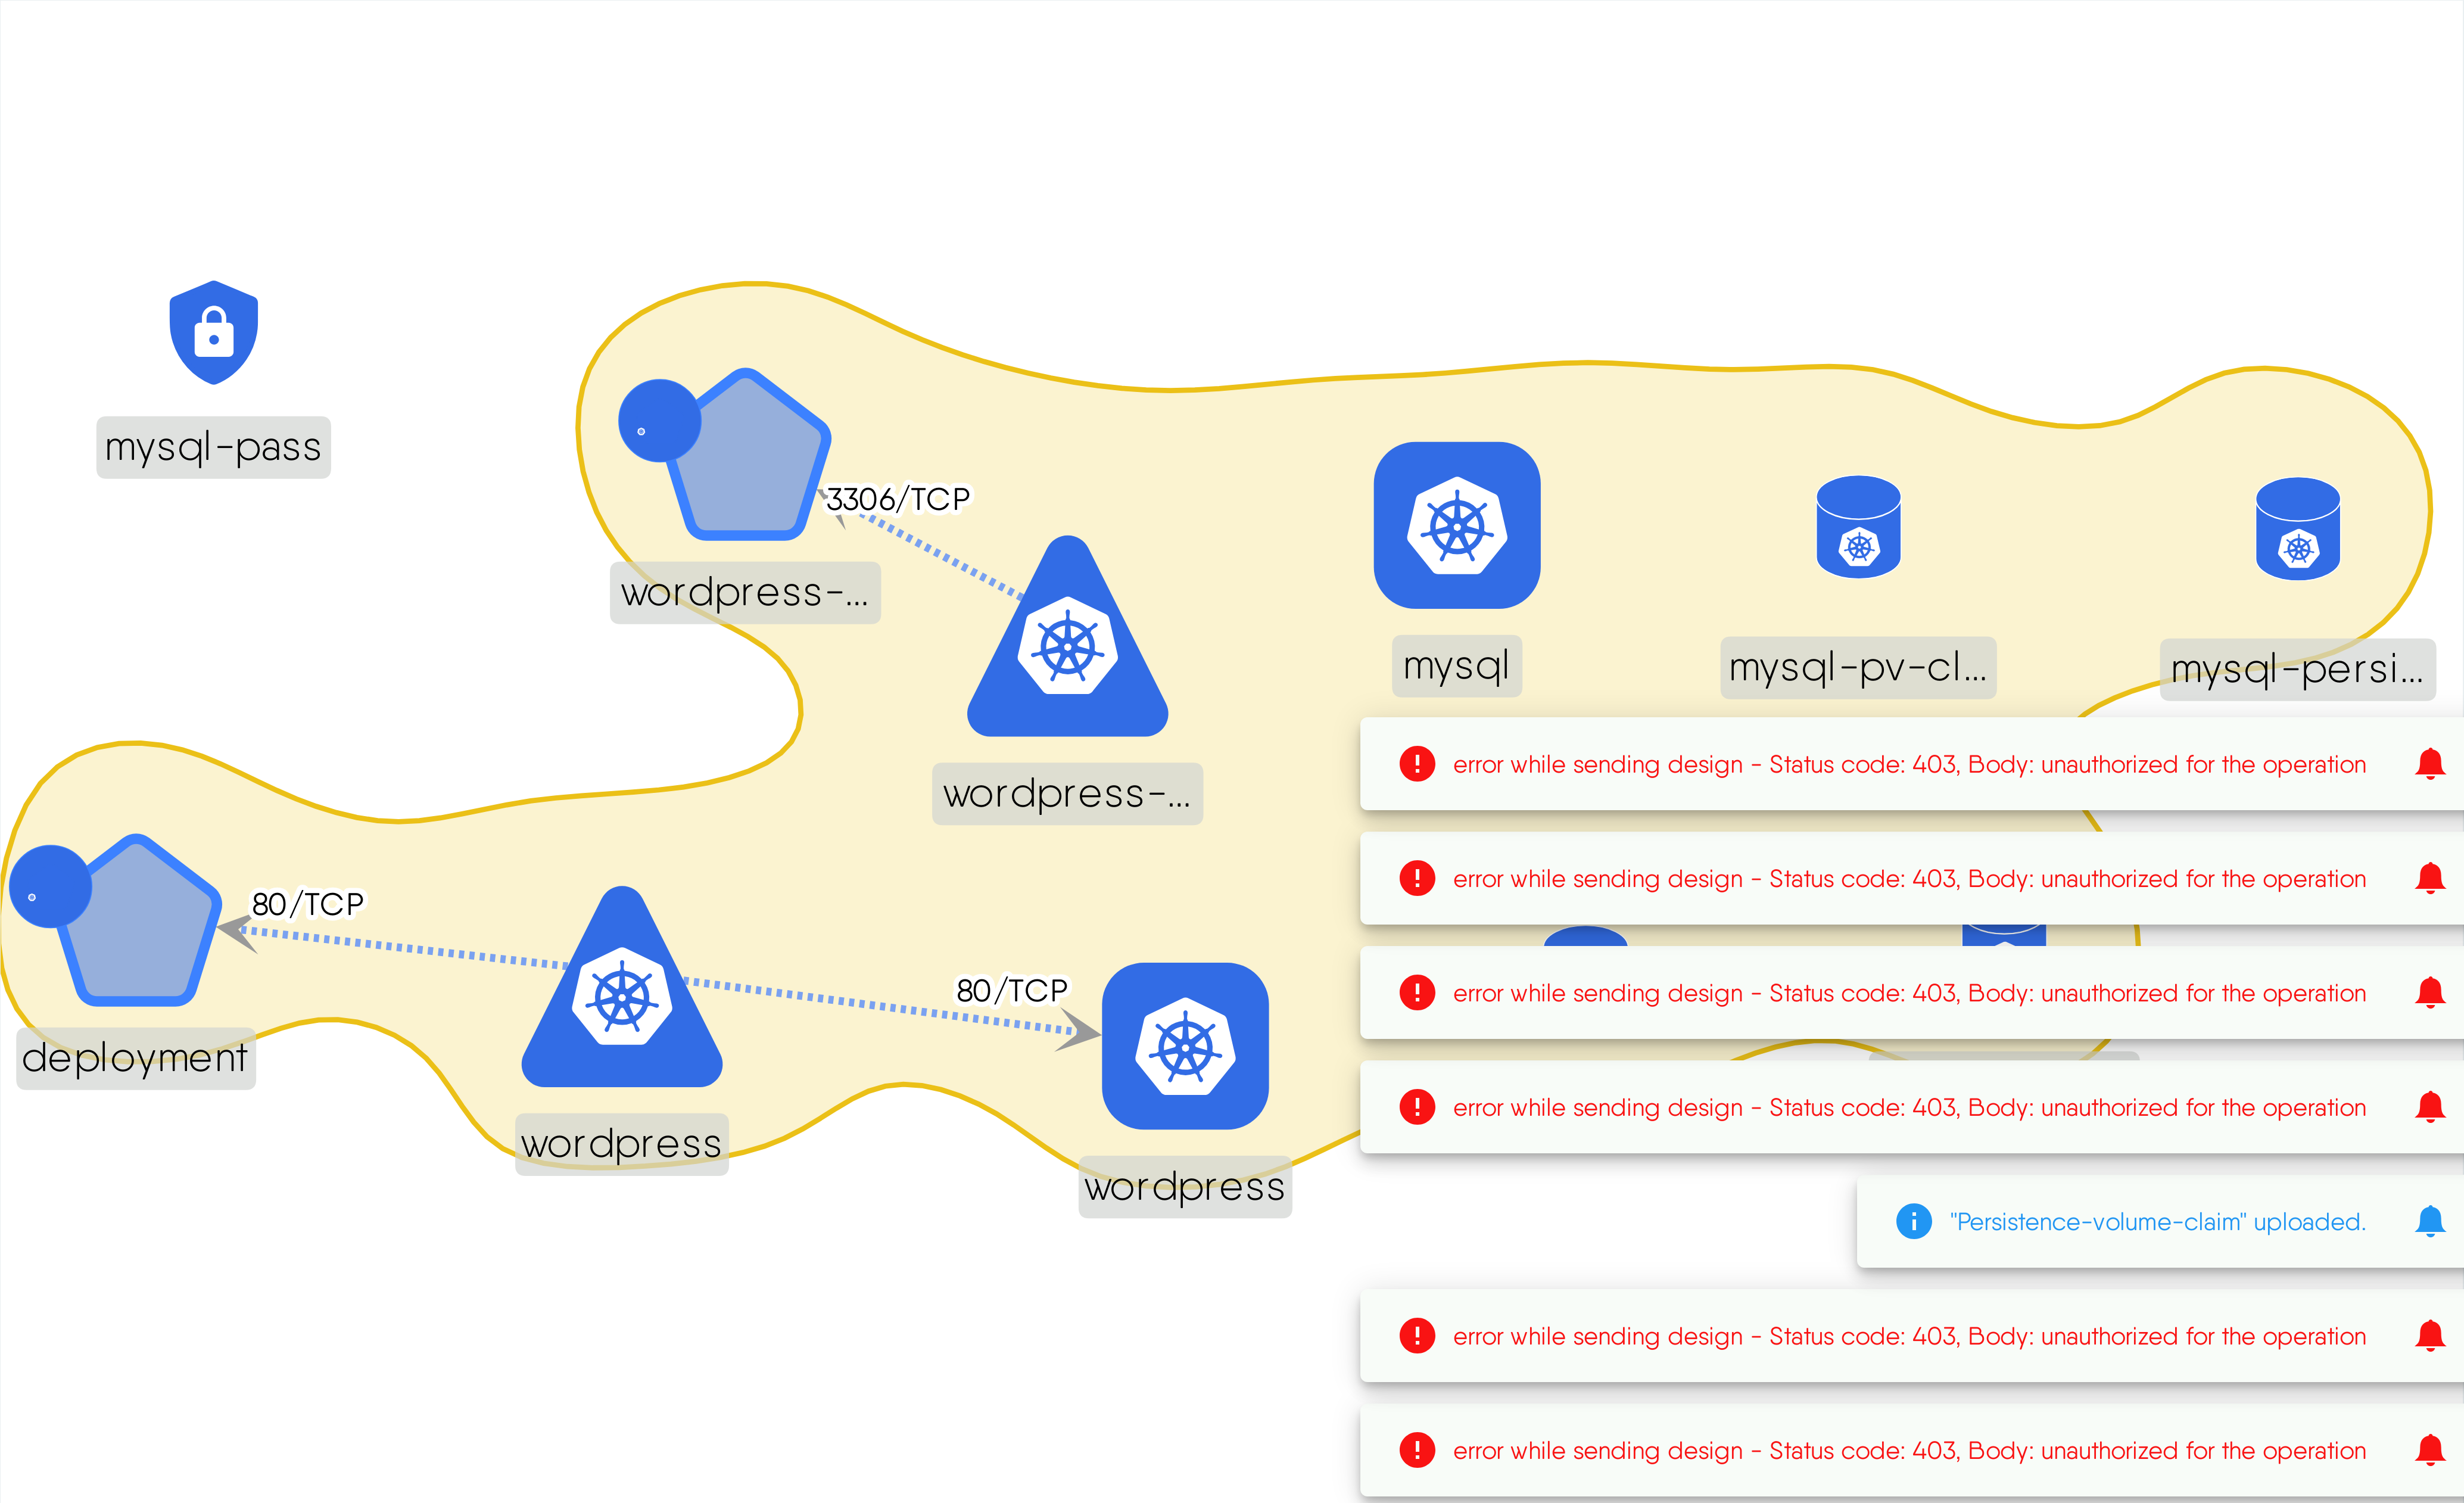 mysql-pass
3306/TCP
wordpress-...
mysql
mysql-pv-cl...
mysql-persi...
wordpress-...
error while sending design - Status code: 403, Body: unauthorized for the operation
error while sending design - Status code: 403, Body: unauthorized for the operation
80/TCP
80/TCP
error while sending design - Status code: 403, Body: unauthorized for the operation
deployment
error while sending design - Status code: 403, Body: unauthorized for the operation
wordpress
wordpress
"Persistence-volume-claim" uploaded.
error while sending design - Status code: 403, Body: unauthorized for the operation
error while sending design - Status code: 403, Body: unauthorized for the operation